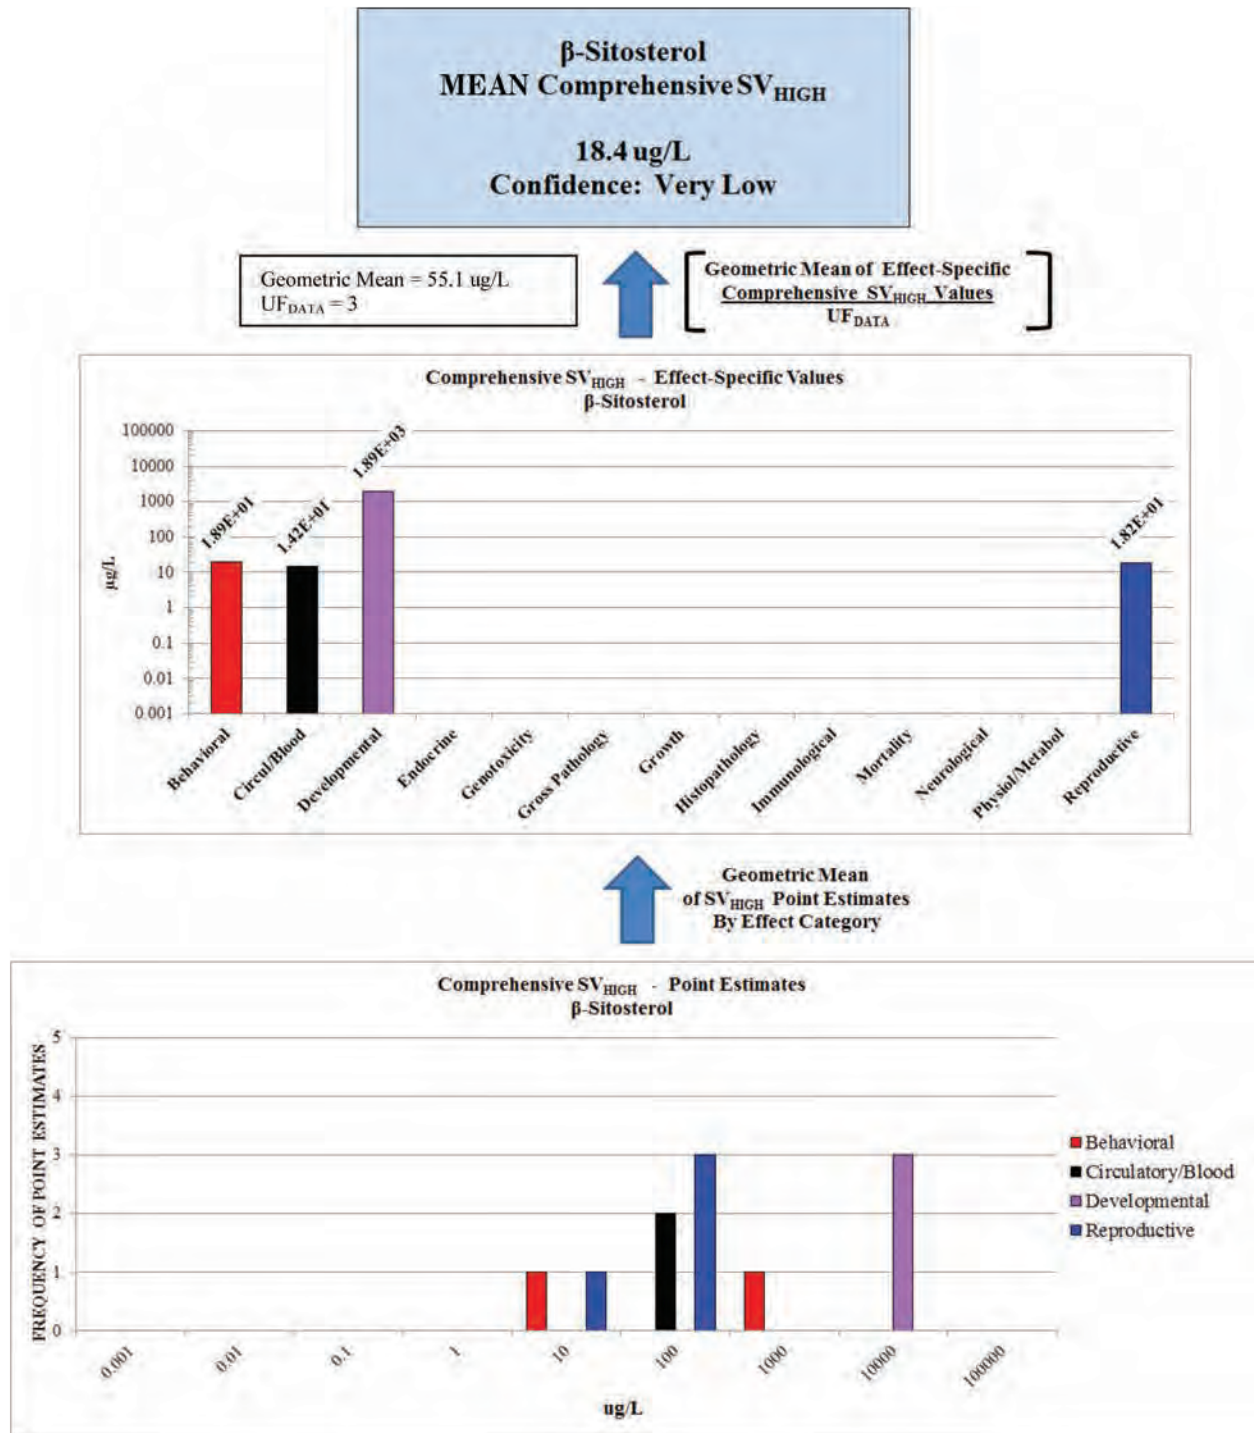 β-Sitosterol
MEAN Comprehensive SVHIGH
18.4 ug/L
Confidence: Very Low
Geometric Mean = 55.1 ug/L
UFDATA = 3
Geometric Mean of Effect-Specific
Comprehensive SVHIGH Values
UFDATA
Comprehensive SVHIGH - Effect-Specific Values
β-Sitosterol
100000
10000
1000
100
10
1
0.1
0.01
0.001
µg/L
1.89E+01
1.42E+01
1.89E+03
1.82E+01
Behavioral
Circul/Blood
Developmental
Endocrine
Genotoxicity
Gross Pathology
Growth
Histopathology
Immunological
Mortality
Neurological
Physiol/Metabol
Reproductive
Geometric Mean
of SVHIGH Point Estimates
By Effect Category
Comprehensive SVHIGH - Point Estimates
β-Sitosterol
FREQUENCY OF POINT ESTIMATES
5
4
3
2
1
0
0.001
0.01
0.1
1
10
100
1000
10000
100000
ug/L
Behavioral
Circulatory/Blood
Developmental
Reproductive